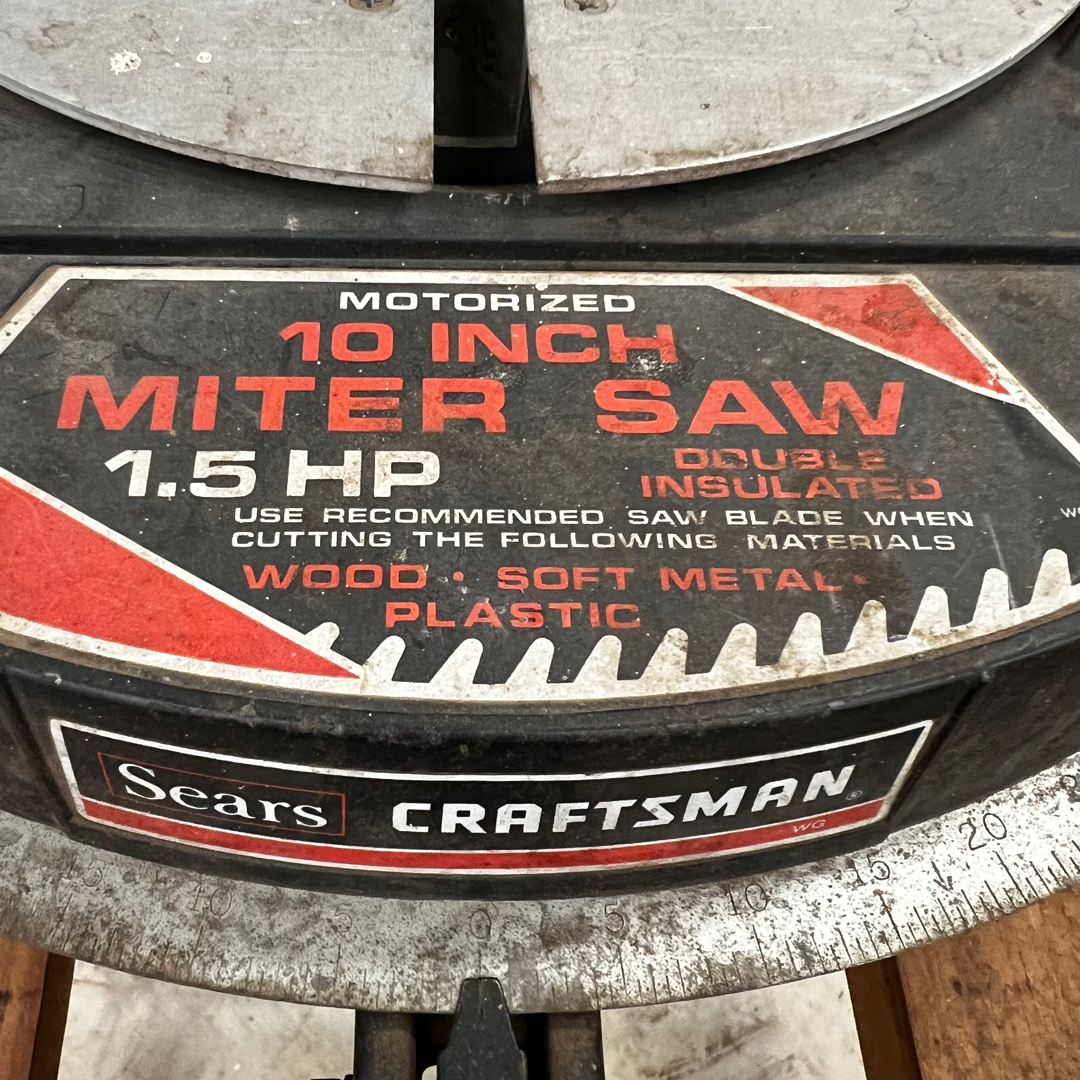 MOTORIZED
10 INCH
MITER SAW
1.5 HP
DOUBLE
INSULATED
USE RECOMMENDED SAW BLADE WHEN
CUTTING THE FOLLOWING MATERIALS
WOOD • SOFT METAL •
PLASTIC
Sears CRAFTSMAN®
WG
15 10 5 0 5 10 15 20